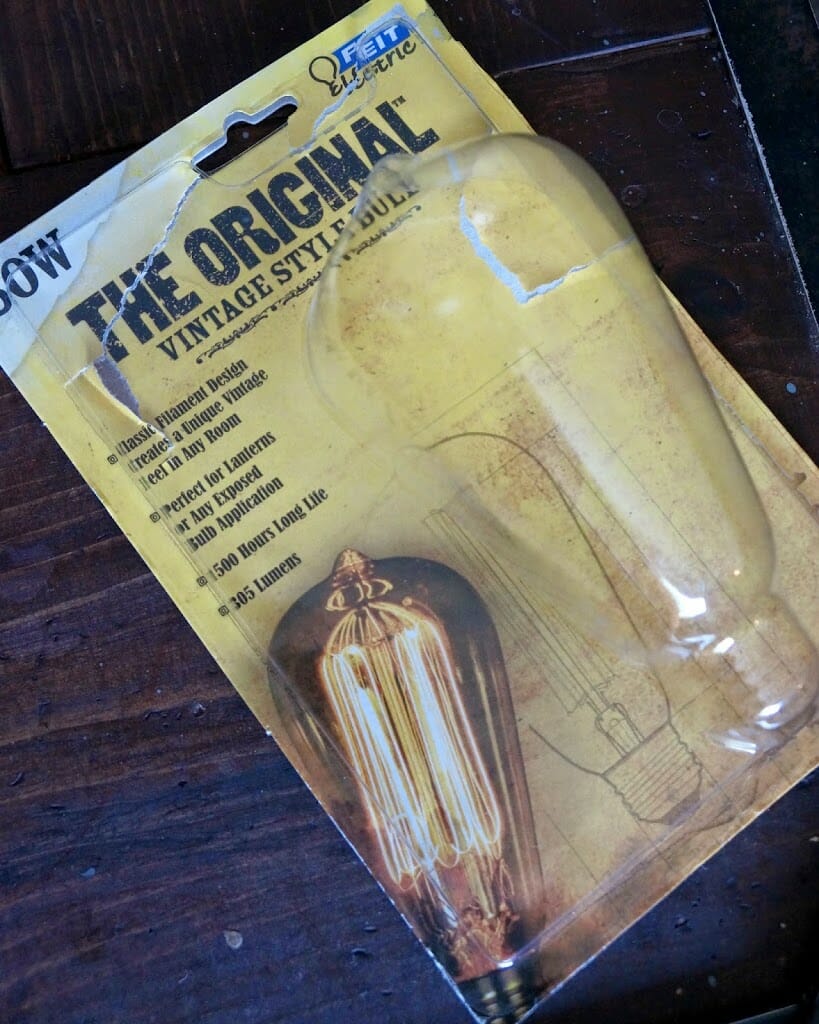 FEIT
Electric
60W
THE ORIGINAL™
VINTAGE STYLE BULB
Classic Filament Design
Creates a Unique Vintage
Feel in Any Room
Perfect for Lanterns
or Any Exposed
Bulb Application
1500 Hours Long Life
305 Lumens